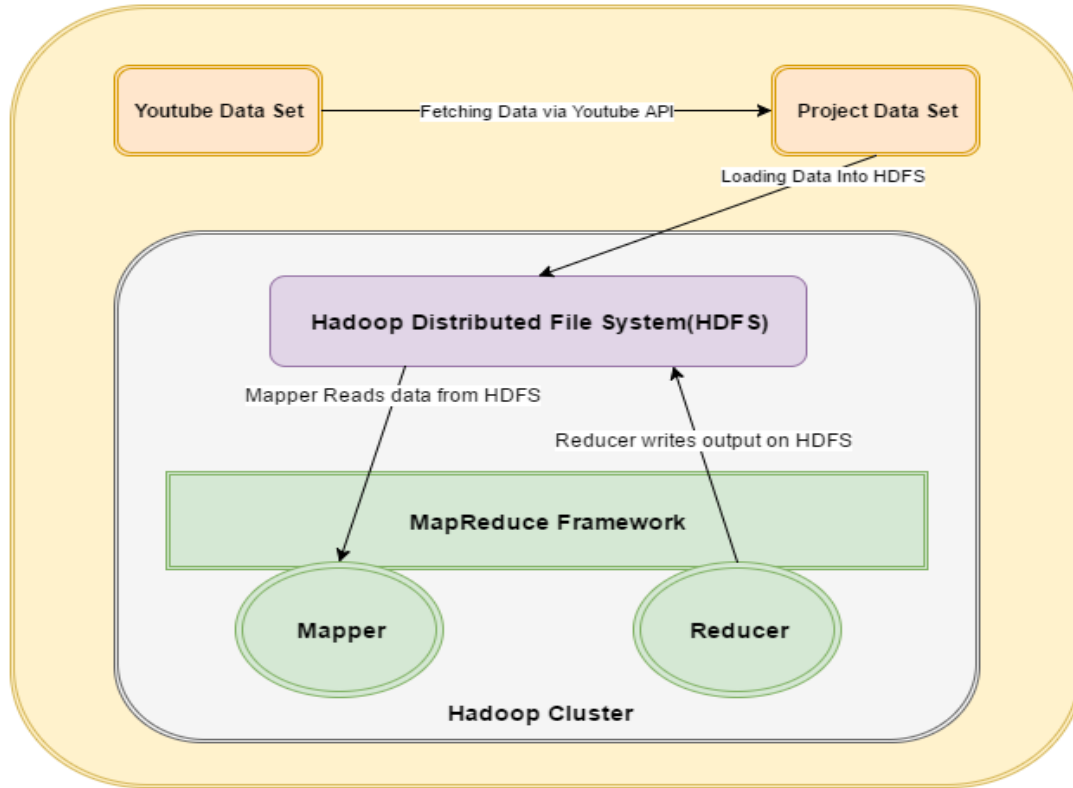 Youtube Data Set
Fetching Data via Youtube API
Project Data Set
Loading Data Into HDFS
Hadoop Distributed File System(HDFS)
Mapper Reads data from HDFS
Reducer writes output on HDFS
MapReduce Framework
Mapper
Reducer
Hadoop Cluster